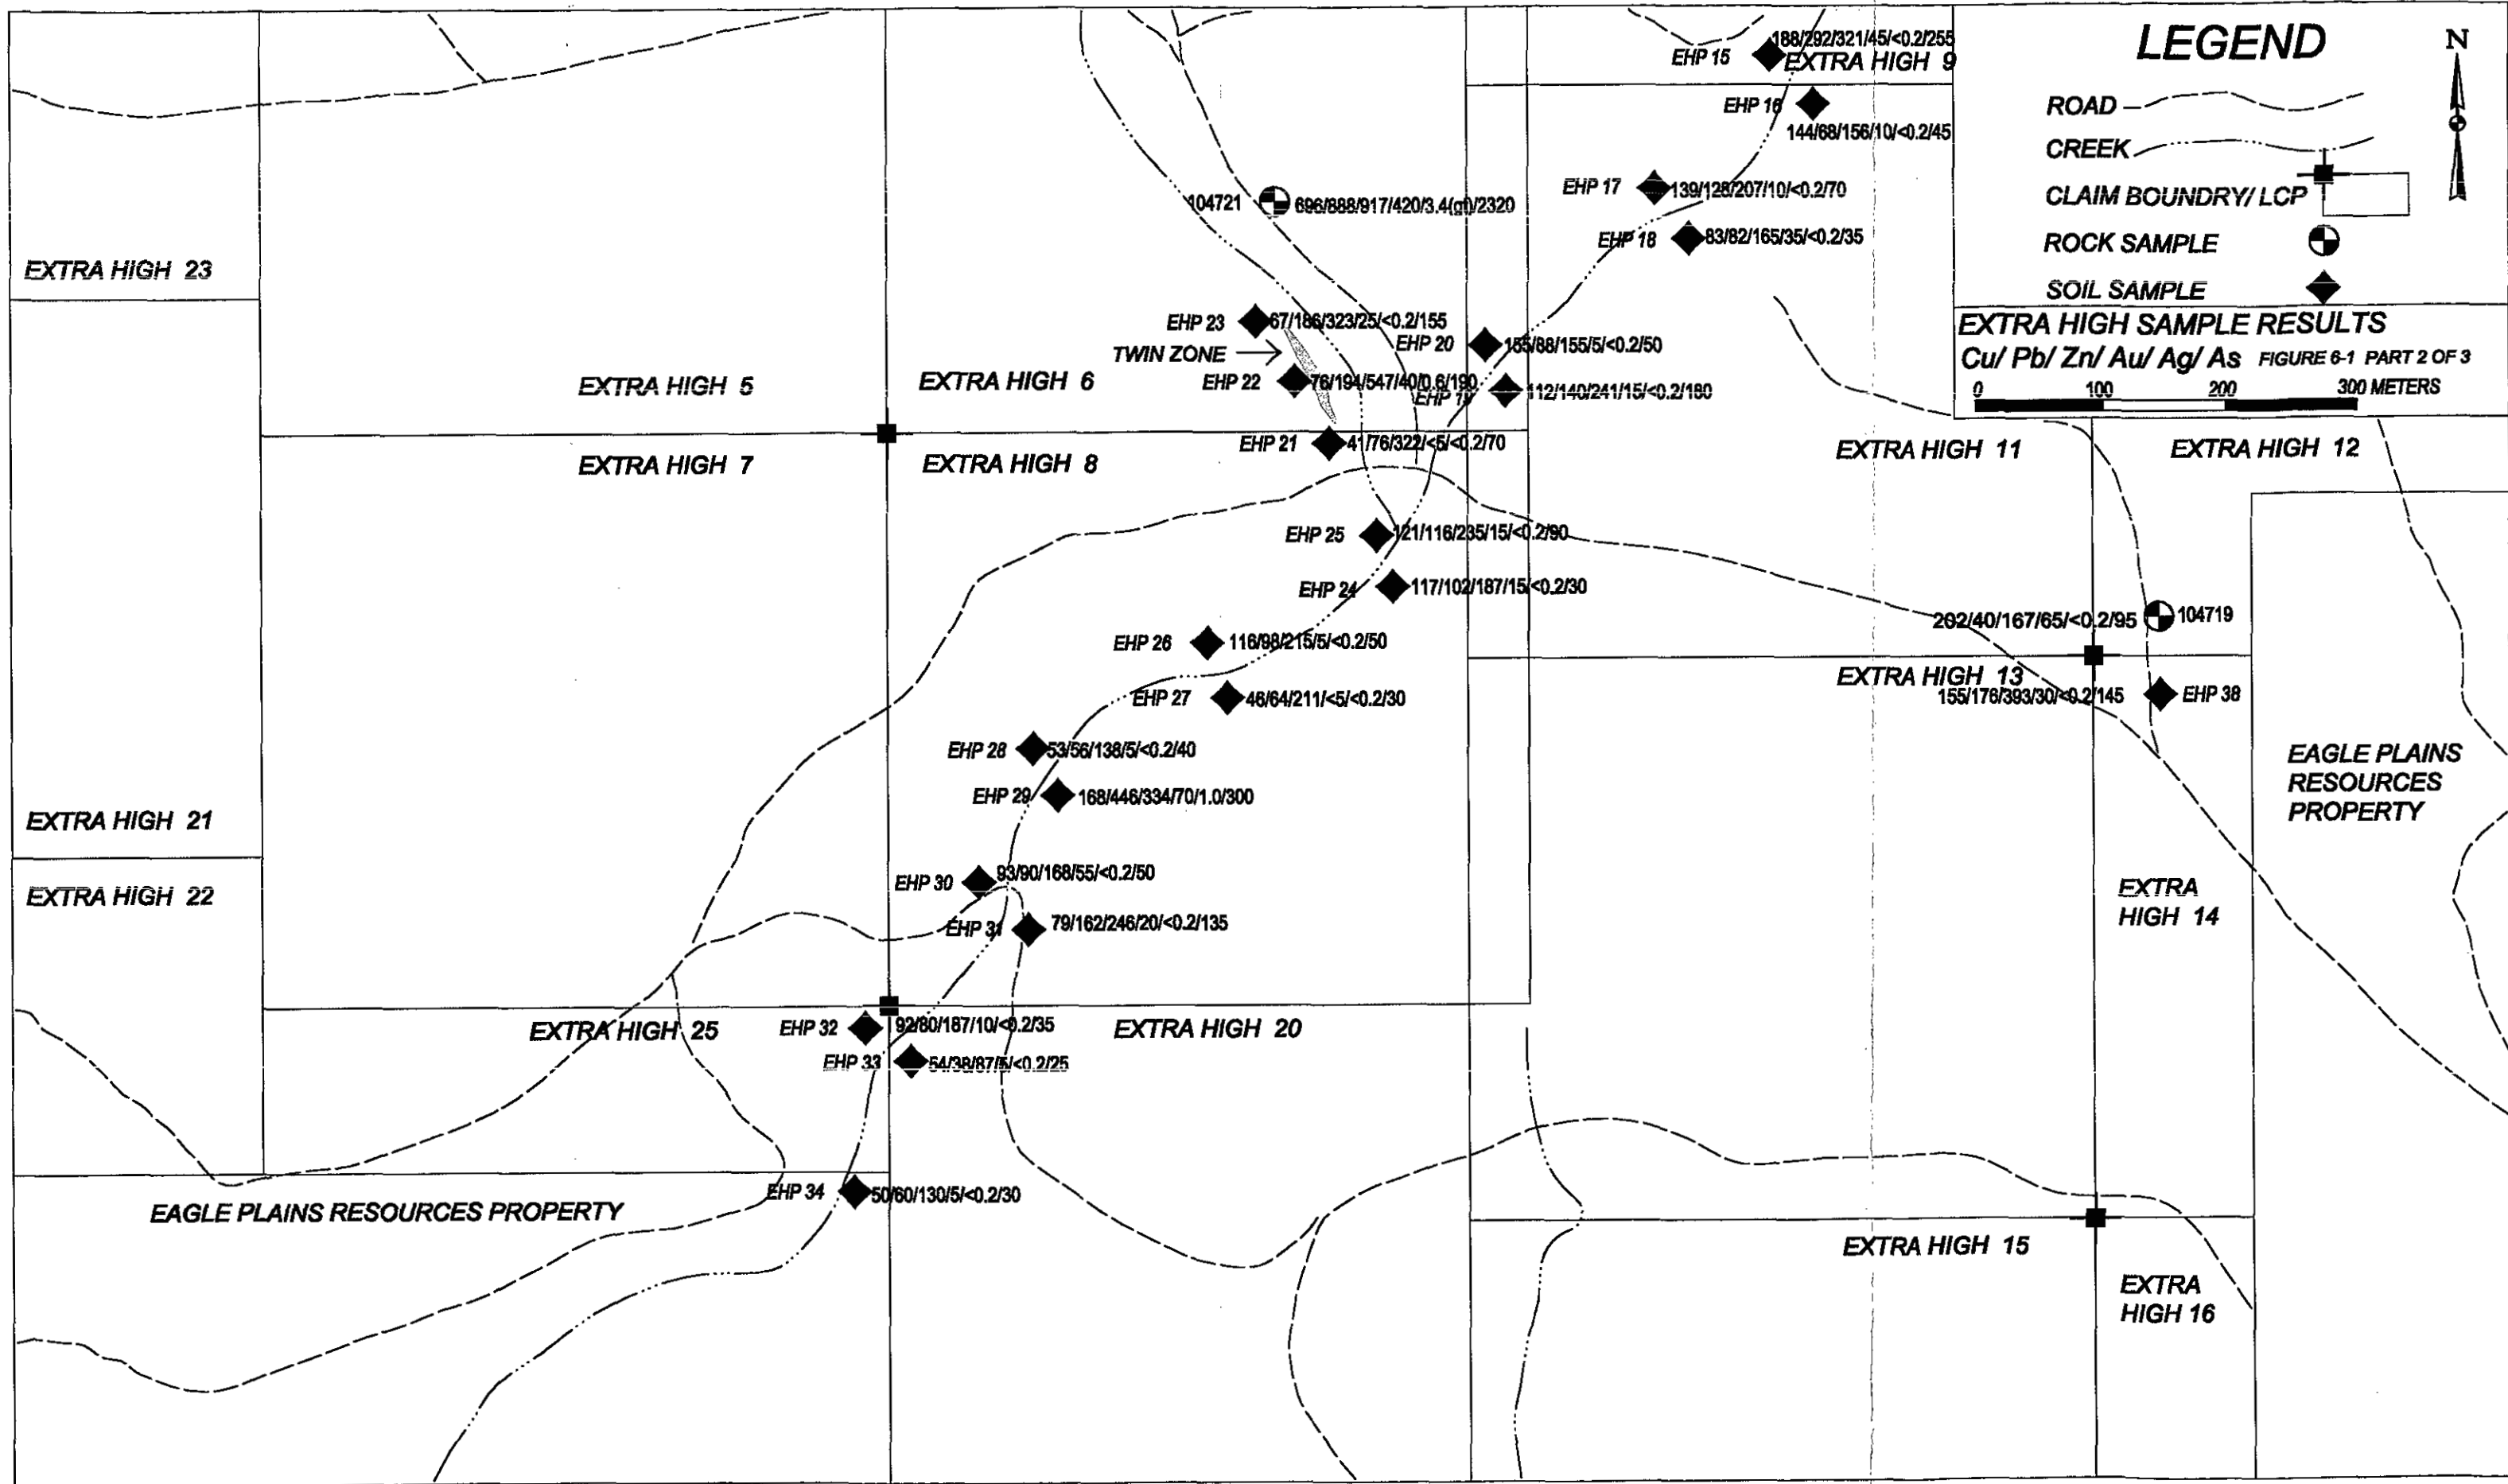 188/292/321/45/<0.2/255
EHP 15
EXTRA HIGH 9
EHP 16
144/68/156/10/<0.2/45
EHP 17
139/128/207/10/<0.2/70
EHP 18
83/82/165/35/<0.2/35
LEGEND
N
ROAD
CREEK
CLAIM BOUNDRY/ LCP
ROCK SAMPLE
SOIL SAMPLE
EXTRA HIGH SAMPLE RESULTS
Cu/ Pb/ Zn/ Au/ Ag/ As FIGURE 6-1 PART 2 OF 3
0 100 200 300 METERS
104721
696/888/917/420/3.4(g/t)/2320
EXTRA HIGH 23
EHP 23
67/186/323/25/<0.2/155
TWIN ZONE
EHP 20
155/88/155/5/<0.2/50
EXTRA HIGH 5
EXTRA HIGH 6
EHP 22
76/194/547/40/0.6/190
EHP 19
112/140/241/15/<0.2/180
EXTRA HIGH 7
EXTRA HIGH 8
EHP 21
41/76/322/<5/<0.2/70
EXTRA HIGH 11
EXTRA HIGH 12
EHP 25
121/116/235/15/<0.2/90
EHP 24
117/102/187/15/<0.2/30
202/40/167/65/<0.2/95
104719
EHP 26
116/98/215/5/<0.2/50
EXTRA HIGH 13
EHP 27
46/64/211/<5/<0.2/30
155/176/393/30/<0.2/145
EHP 38
EHP 28
53/56/138/5/<0.2/40
EAGLE PLAINS
RESOURCES
PROPERTY
EHP 29
168/446/334/70/1.0/300
EXTRA HIGH 21
EXTRA HIGH 22
EHP 30
93/90/168/55/<0.2/50
EXTRA
HIGH 14
EHP 31
79/162/246/20/<0.2/135
EXTRA HIGH 25
EHP 32
92/80/187/10/<0.2/35
EXTRA HIGH 20
EHP 33
54/38/87/5/<0.2/25
EHP 34
50/60/130/5/<0.2/30
EAGLE PLAINS RESOURCES PROPERTY
EXTRA HIGH 15
EXTRA
HIGH 16